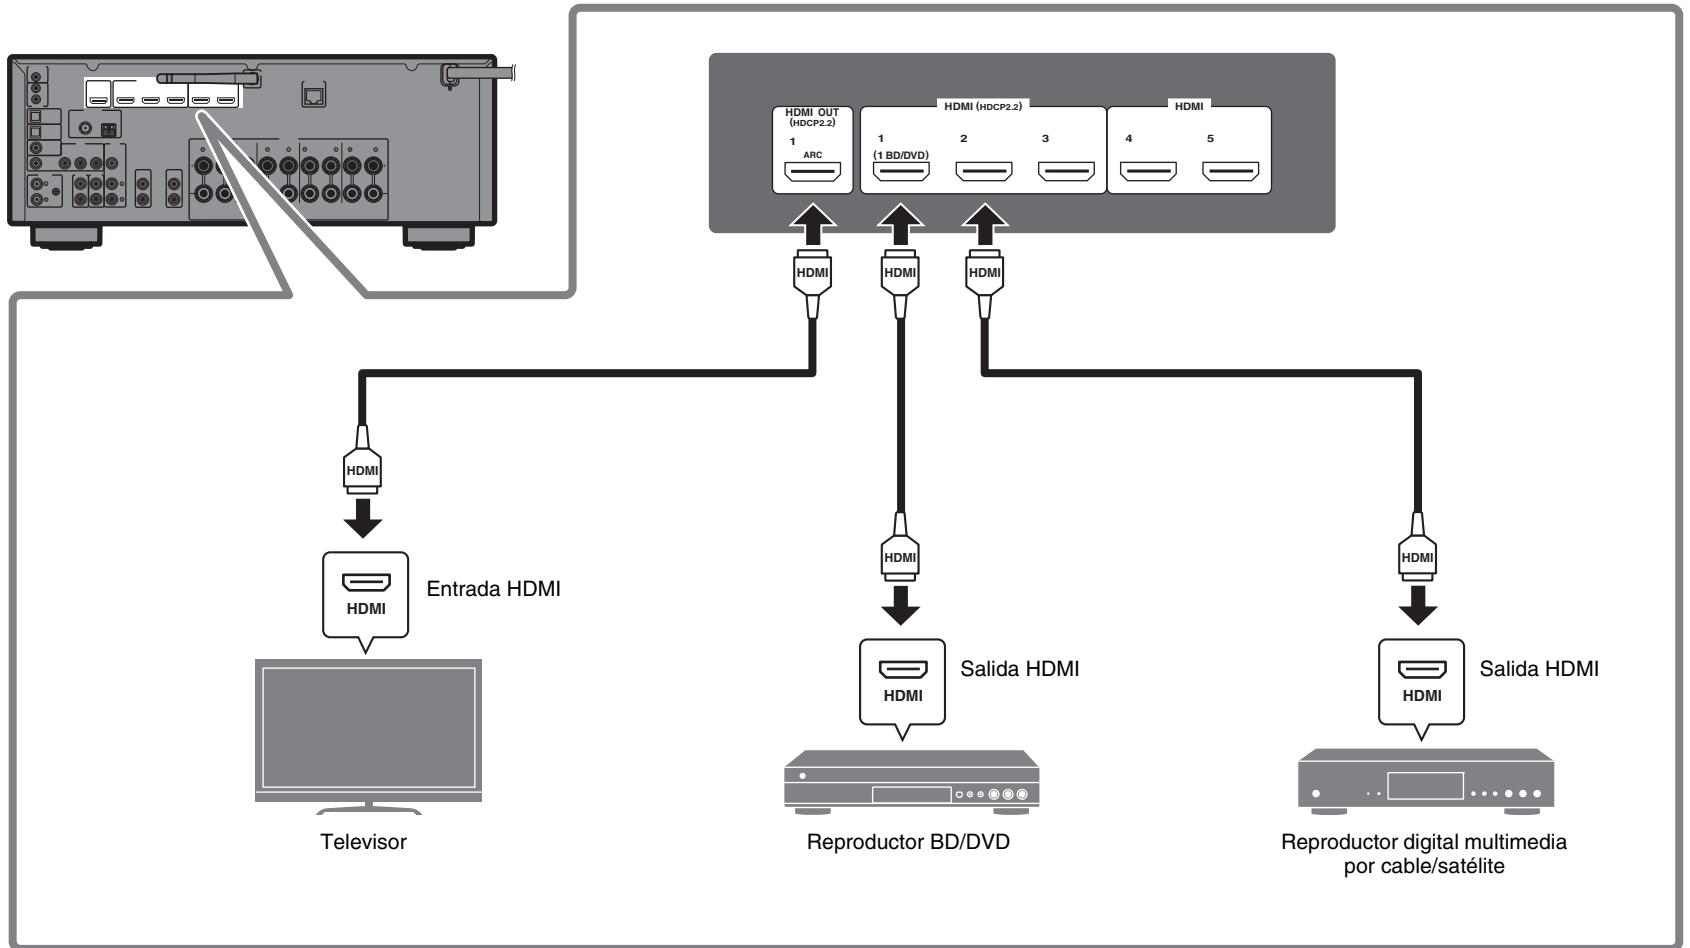 HDMI OUT
(HDCP2.2)
1
ARC
HDMI (HDCP2.2)
1
(1 BD/DVD)
2
3
HDMI
4
5
HDMI
HDMI
HDMI
HDMI
HDMI
HDMI
HDMI
Entrada HDMI
HDMI
Salida HDMI
HDMI
Salida HDMI
Televisor
Reproductor BD/DVD
Reproductor digital multimedia
por cable/satélite